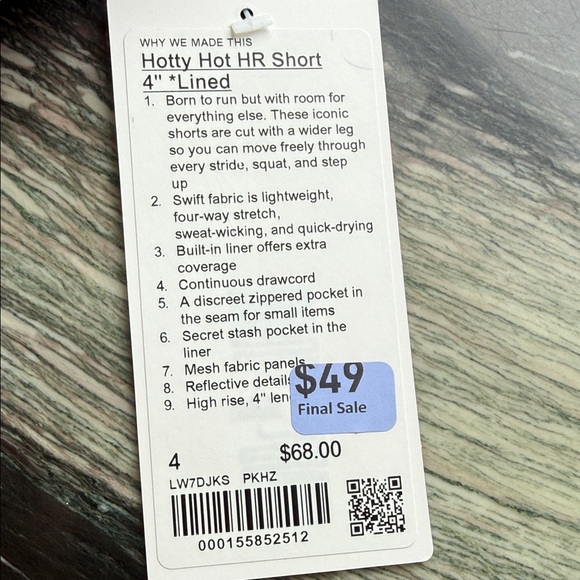 WHY WE MADE THIS
Hotty Hot HR Short
4" *Lined
1. Born to run but with room for
everything else. These iconic
shorts are cut with a wider leg
so you can move freely through
every stride, squat, and step
up
2. Swift fabric is lightweight,
four-way stretch,
sweat-wicking, and quick-drying
3. Built-in liner offers extra
coverage
4. Continuous drawcord
5. A discreet zippered pocket in
the seam for small items
6. Secret stash pocket in the
liner
7. Mesh fabric panels
8. Reflective details
9. High rise, 4" len
$49
Final Sale
4 $68.00
LW7DJKS PKHZ
000155852512